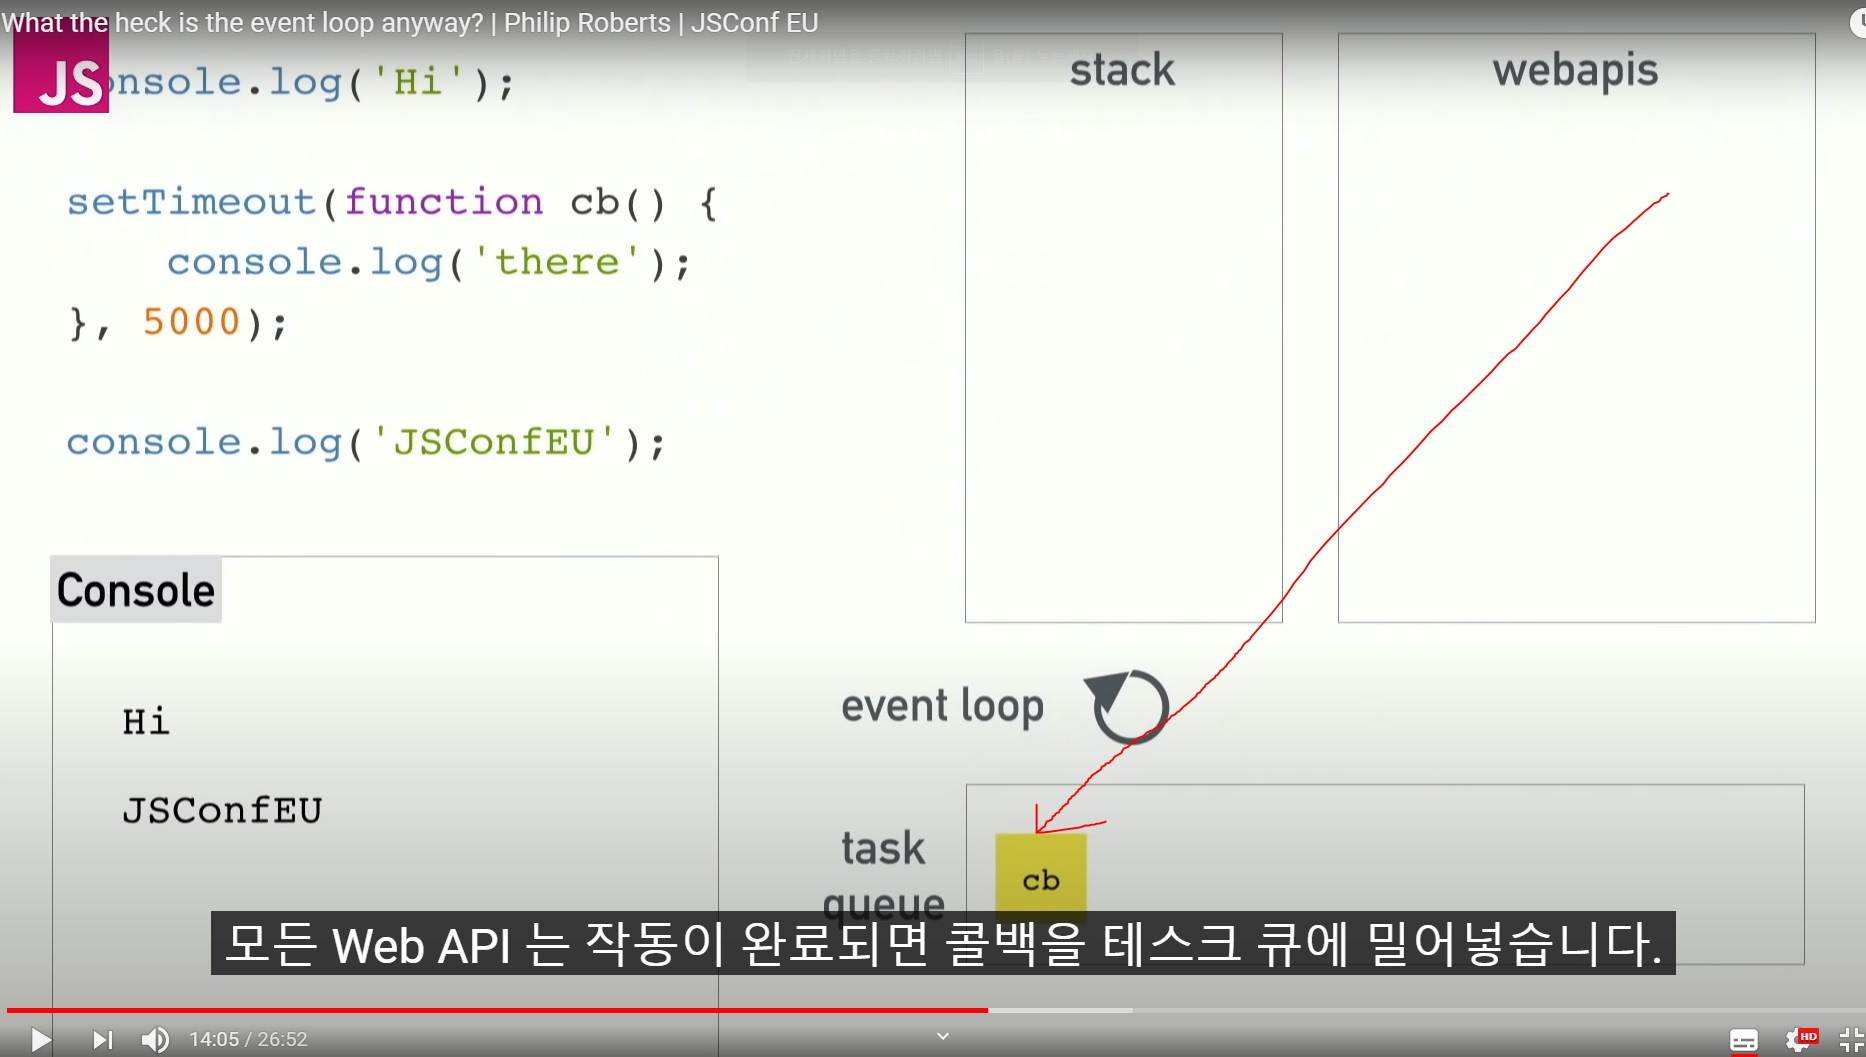 What the heck is the event loop anyway? | Philip Roberts | JSConf EU
JS
onsole.log('Hi');
setTimeout(function cb() {
console.log('there');
}, 5000);
console.log('JSConfEU');
Console
Hi
JSConfEU
stack
webapis
event loop
task
queue
cb
모든 Web API 는 작동이 완료되면 콜백을 테스크 큐에 밀어넣습니다.
14:05 / 26:52
HD